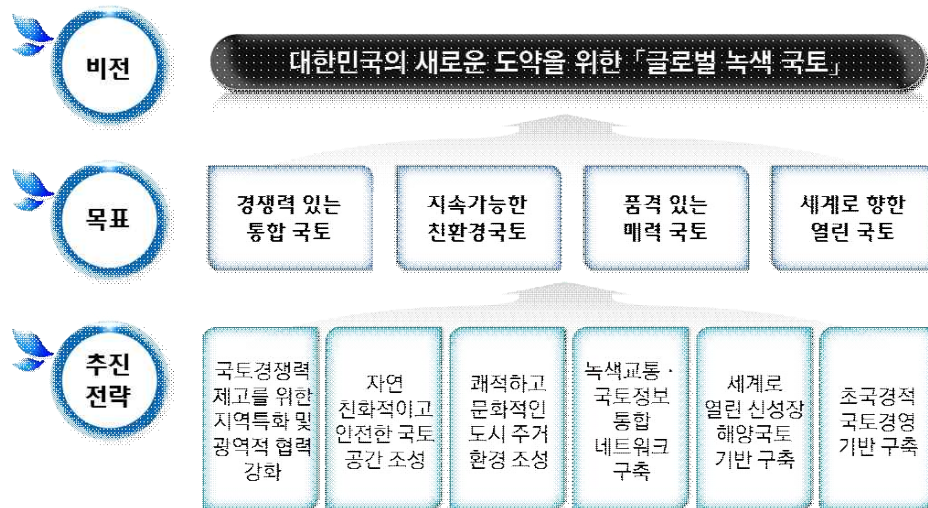 비전
대한민국의 새로운 도약을 위한「글로벌 녹색 국토」
목표
경쟁력 있는
통합 국토
지속가능한
친환경국토
품격 있는
매력 국토
세계로 향한
열린 국토
추진
전략
국토경쟁력
제고를 위한
지역특화 및
광역적 협력
강화
자연
친화적이고
안전한 국토
공간 조성
쾌적하고
문화적인
도시 주거
환경 조성
녹색교통·
국토정보
통합
네트워크
구축
세계로
열린 신성장
해양국토
기반 구축
초국경적
국토경영
기반 구축